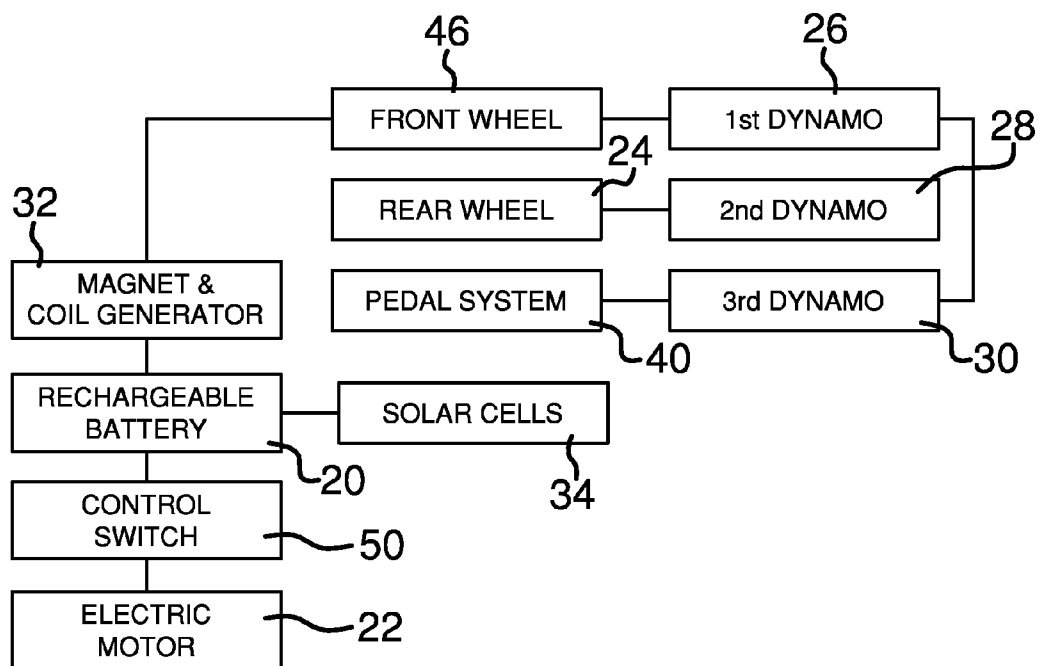 46
26
FRONT WHEEL
1st DYNAMO
24
28
32
REAR WHEEL
2nd DYNAMO
MAGNET &
COIL GENERATOR
PEDAL SYSTEM
3rd DYNAMO
40
30
RECHARGEABLE
BATTERY
SOLAR CELLS
20
34
CONTROL
SWITCH
50
ELECTRIC
MOTOR
22